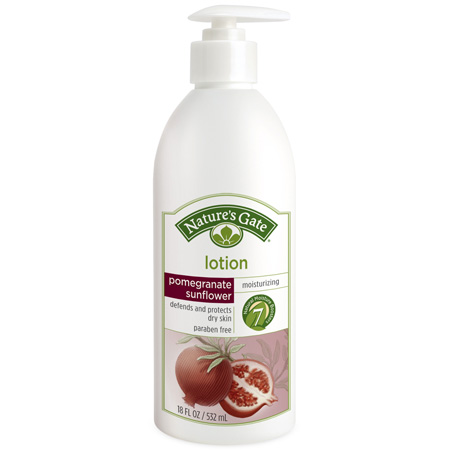 Nature's Gate®
lotion
pomegranate
sunflower
moisturizing
defends and protects
dry skin
paraben free
7
18 FL OZ / 532 mL